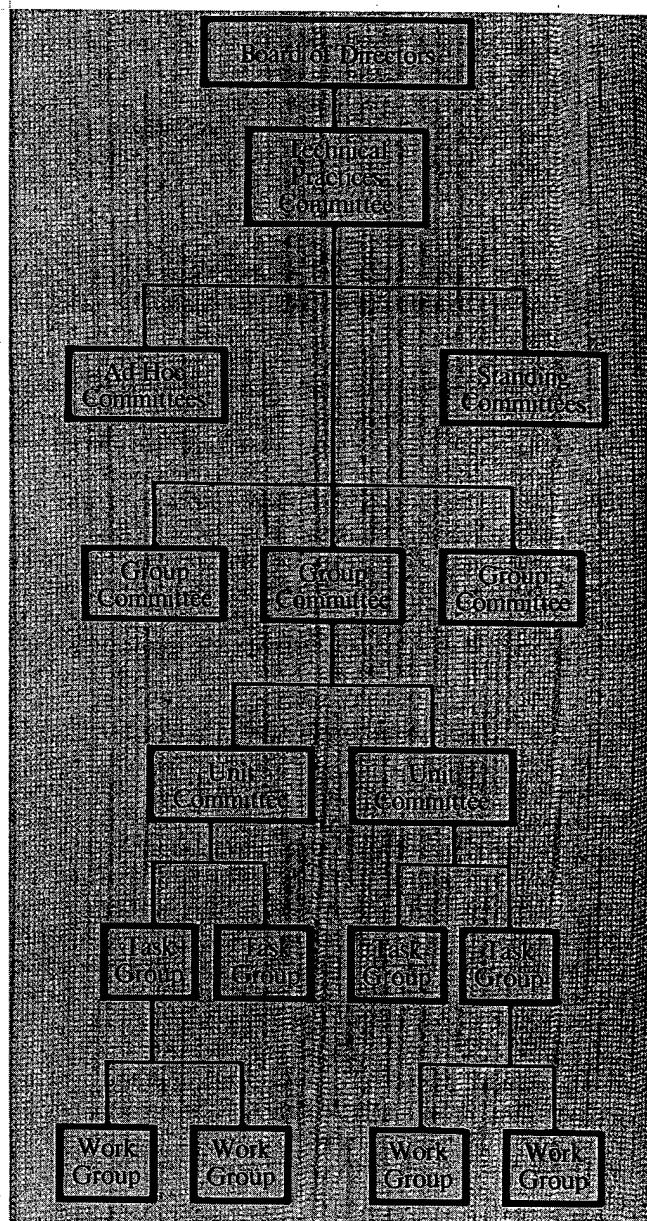 Board of Directors
Technical
Practices
Committee
Ad Hoc
Committees
Standing
Committees
Group
Committee
Group
Committee
Group
Committee
Unit
Committee
Unit
Committee
Task
Group
Task
Group
Task
Group
Task
Group
Work
Group
Work
Group
Work
Group
Work
Group